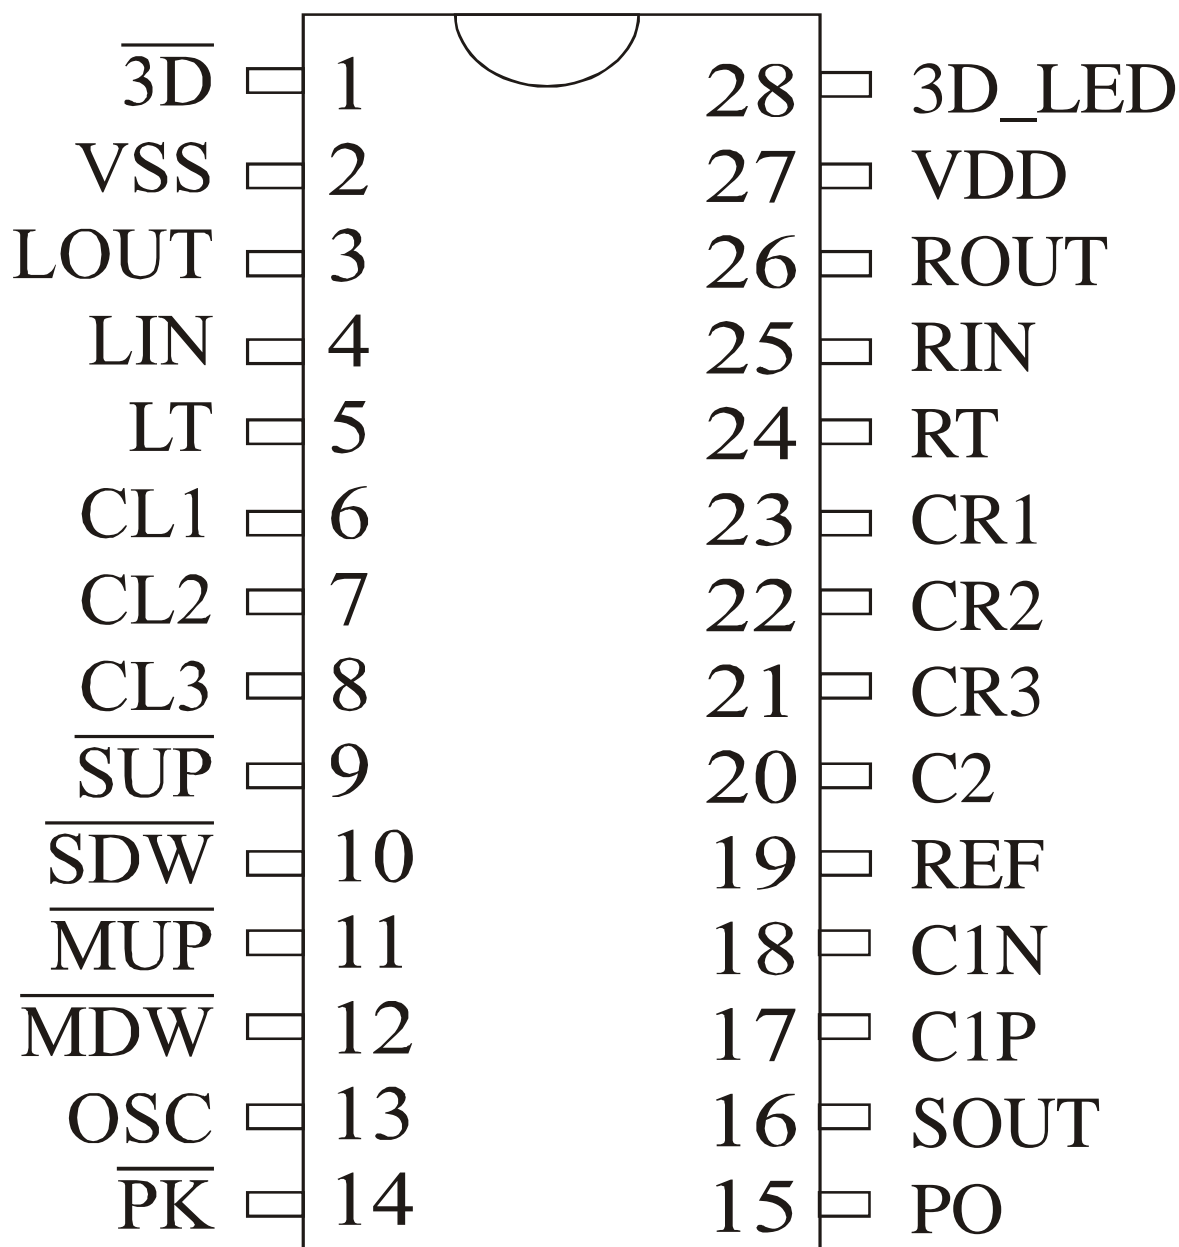 3D 1 28 3D_LED
VSS 2 27 VDD
LOUT 3 26 ROUT
LIN 4 25 RIN
LT 5 24 RT
CL1 6 23 CR1
CL2 7 22 CR2
CL3 8 21 CR3
SUP 9 20 C2
SDW 10 19 REF
MUP 11 18 C1N
MDW 12 17 C1P
OSC 13 16 SOUT
PK 14 15 PO